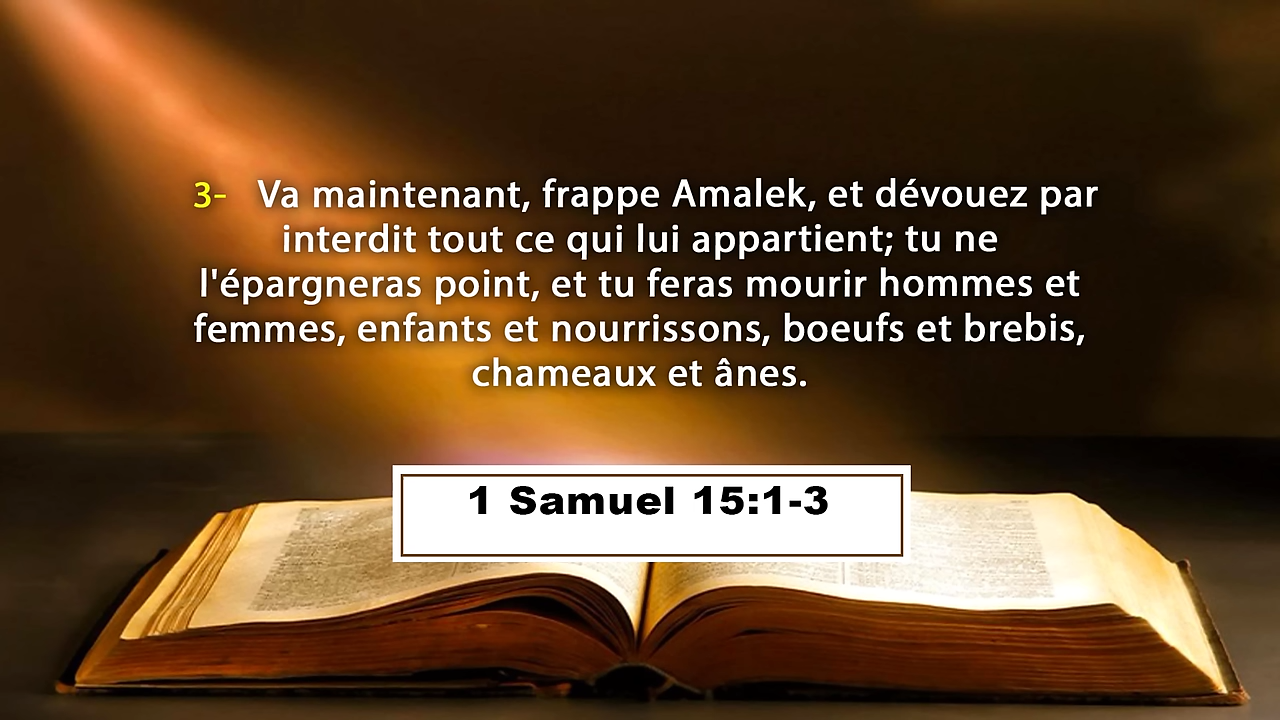 3- Va maintenant, frappe Amalek, et dévouez par
interdit tout ce qui lui appartient; tu ne
l'épargneras point, et tu feras mourir hommes et
femmes, enfants et nourrissons, boeufs et brebis,
chameaux et ânes.
1 Samuel 15:1-3